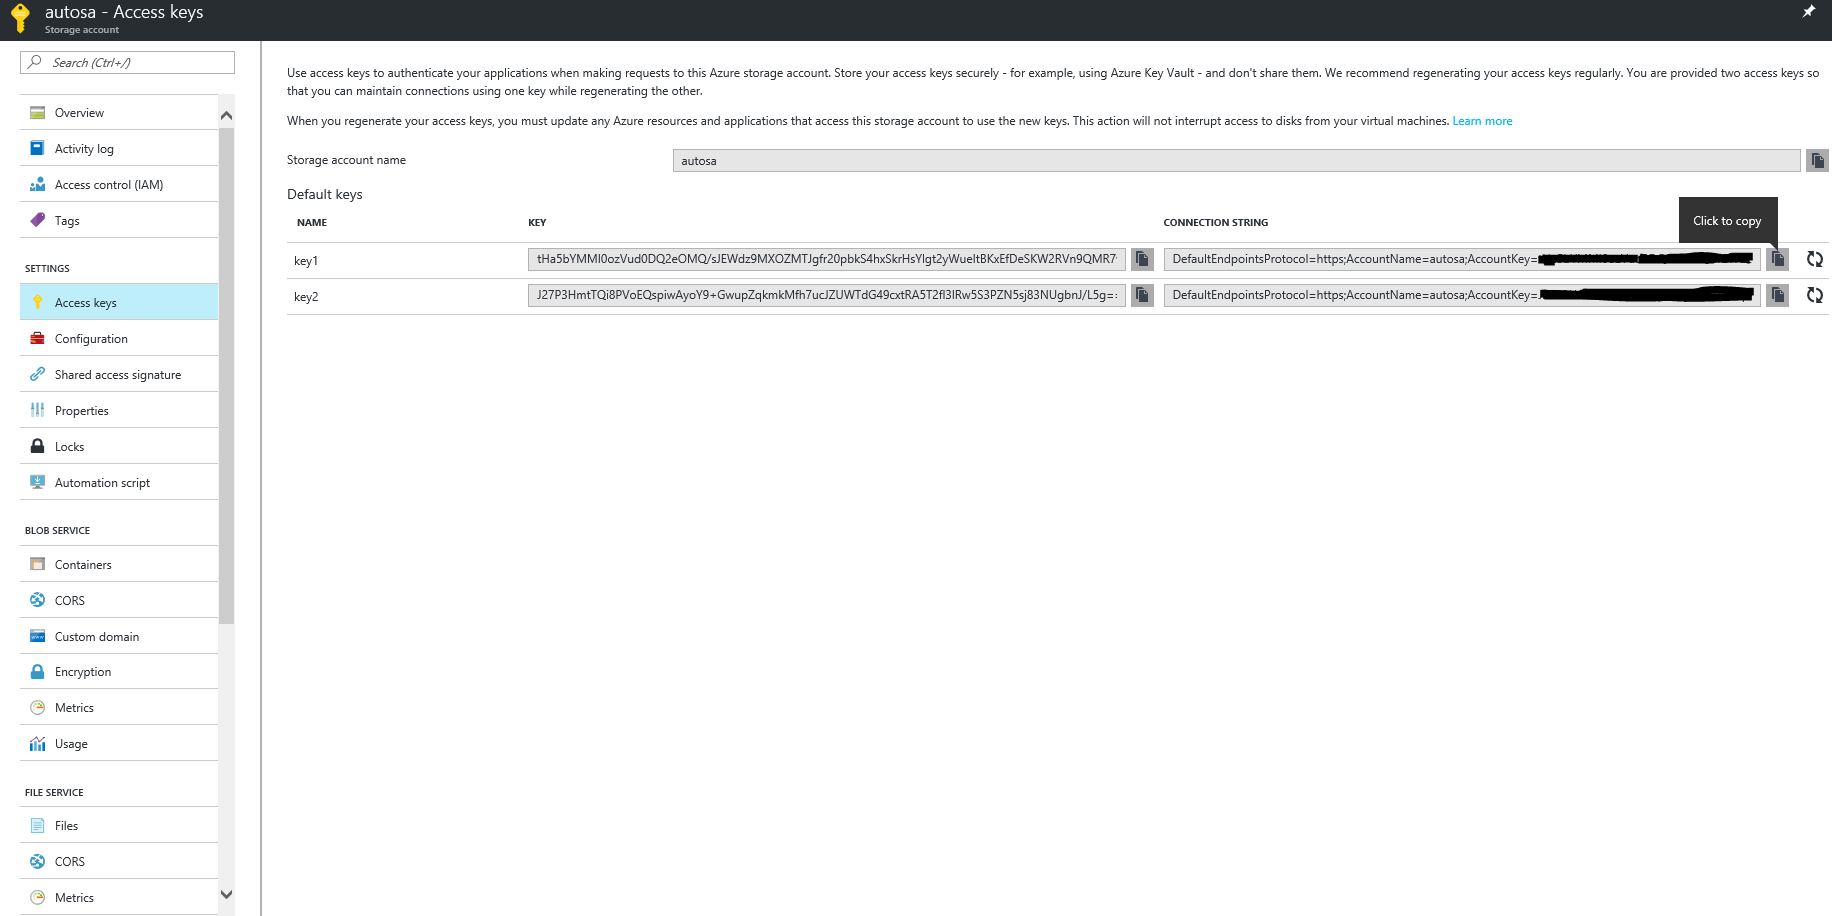 autosa - Access keys
Storage account
Search (Ctrl+/)
Overview
Activity log
Access control (IAM)
Tags
SETTINGS
Access keys
Configuration
Shared access signature
Properties
Locks
Automation script
BLOB SERVICE
Containers
CORS
Custom domain
Encryption
Metrics
Usage
FILE SERVICE
Files
CORS
Metrics
Use access keys to authenticate your applications when making requests to this Azure storage account. Store your access keys securely - for example, using Azure Key Vault - and don't share them. We recommend regenerating your access keys regularly. You are provided two access keys so
that you can maintain connections using one key while regenerating the other.
When you regenerate your access keys, you must update any Azure resources and applications that access this storage account to use the new keys. This action will not interrupt access to disks from your virtual machines. Learn more
Storage account name autosa
Default keys
NAME KEY CONNECTION STRING
Click to copy
key1 DefaultEndpointsProtocol=https;AccountName=autosa;AccountKey=
key2 DefaultEndpointsProtocol=https;AccountName=autosa;AccountKey=